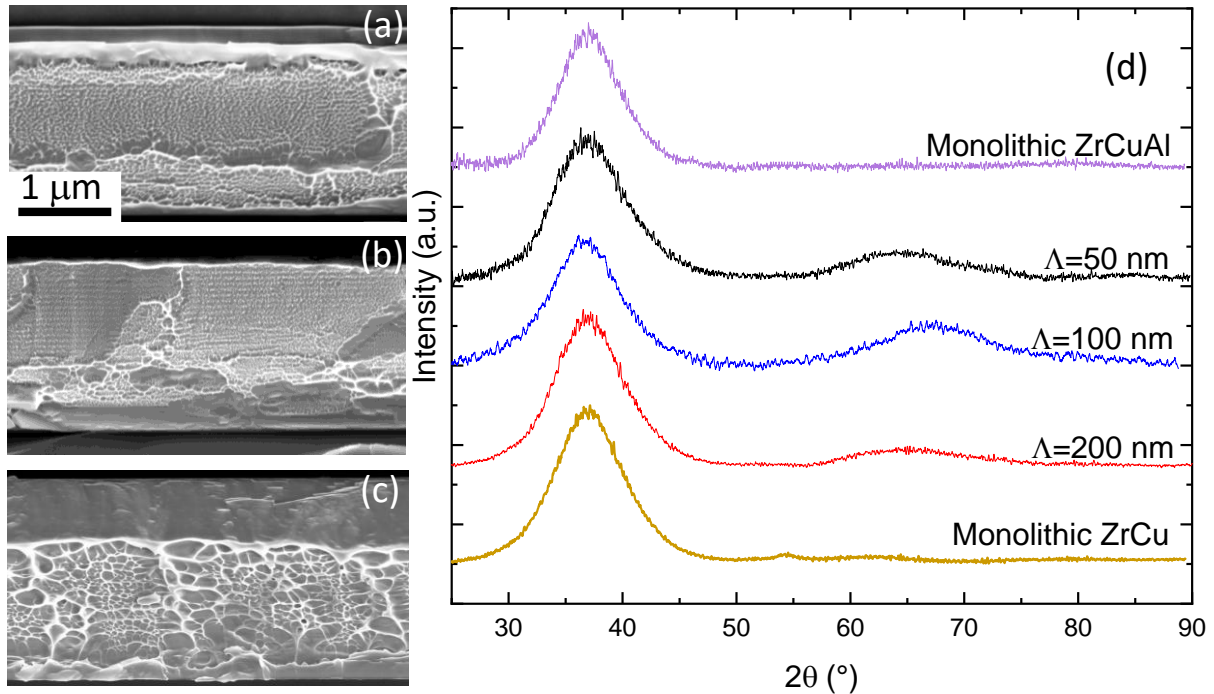 (a)
1 μm
(b)
(c)
(d)
Monolithic ZrCuAl
Λ=50 nm
Λ=100 nm
Λ=200 nm
Monolithic ZrCu
Intensity (a.u.)
30 40 50 60 70 80 90
2θ (°)